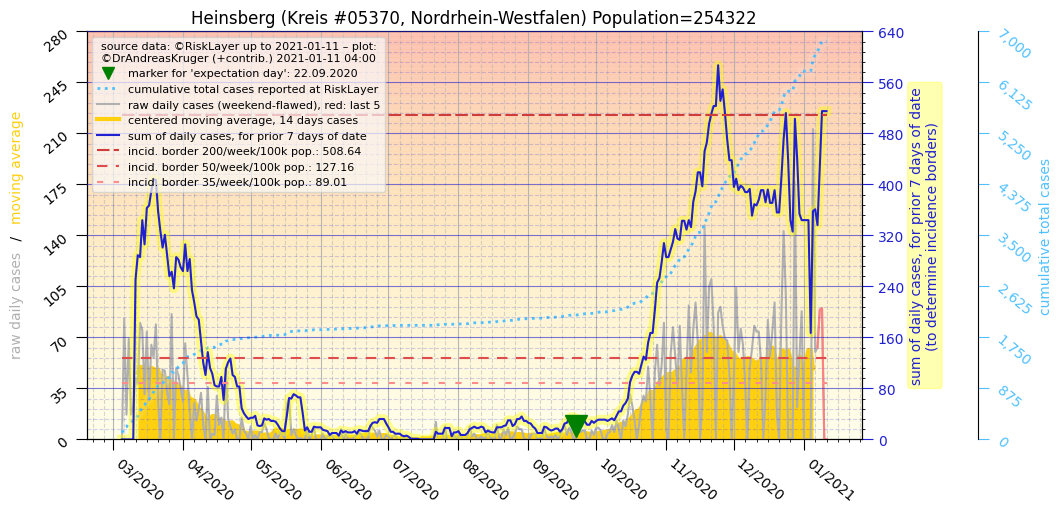 Heinsberg (Kreis #05370, Nordrhein-Westfalen) Population=254322
source data: ©RiskLayer up to 2021-01-11 – plot:
©DrAndreasKruger (+contrib.) 2021-01-11 04:00
marker for 'expectation day': 22.09.2020
cumulative total cases reported at RiskLayer
raw daily cases (weekend-flawed), red: last 5
centered moving average, 14 days cases
sum of daily cases, for prior 7 days of date
incid. border 200/week/100k pop.: 508.64
incid. border 50/week/100k pop.: 127.16
incid. border 35/week/100k pop.: 89.01
raw daily cases / moving average
280
245
210
175
140
105
70
35
0
03/2020
04/2020
05/2020
06/2020
07/2020
08/2020
09/2020
10/2020
11/2020
12/2020
01/2021
640
560
480
400
320
240
160
80
0
sum of daily cases, for prior 7 days of date
(to determine incidence borders)
7,000
6,125
5,250
4,375
3,500
2,625
1,750
875
0
cumulative total cases